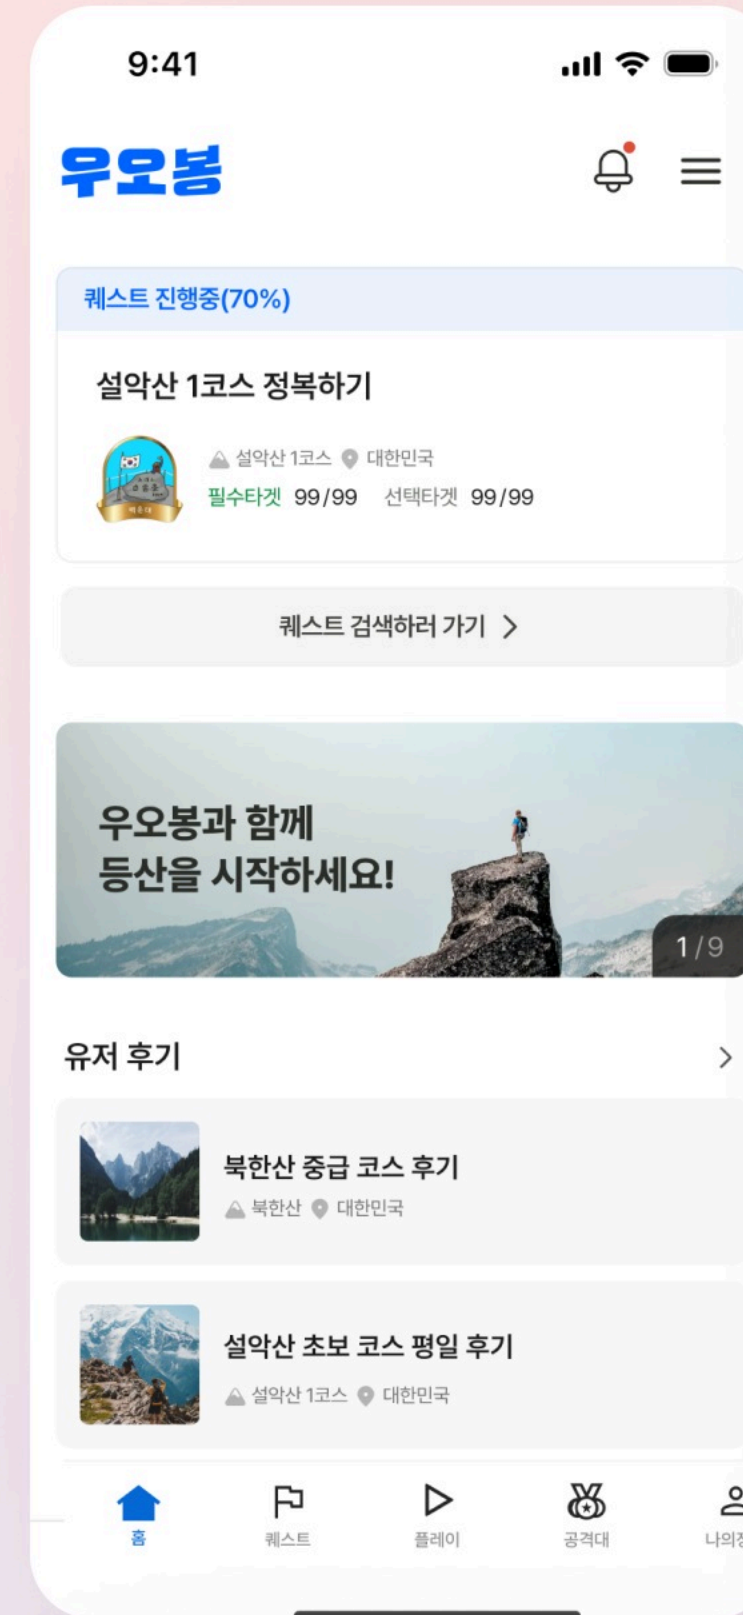 9:41
우오봉
퀘스트 진행중(70%)
설악산 1코스 정복하기
설악산 1코스 대한민국
필수타겟 99/99 선택타겟 99/99
퀘스트 검색하러 가기
우오봉과 함께
등산을 시작하세요!
1/9
유저 후기
북한산 중급 코스 후기
북한산 대한민국
설악산 초보 코스 평일 후기
설악산 1코스 대한민국
홈 퀘스트 플레이 공격대